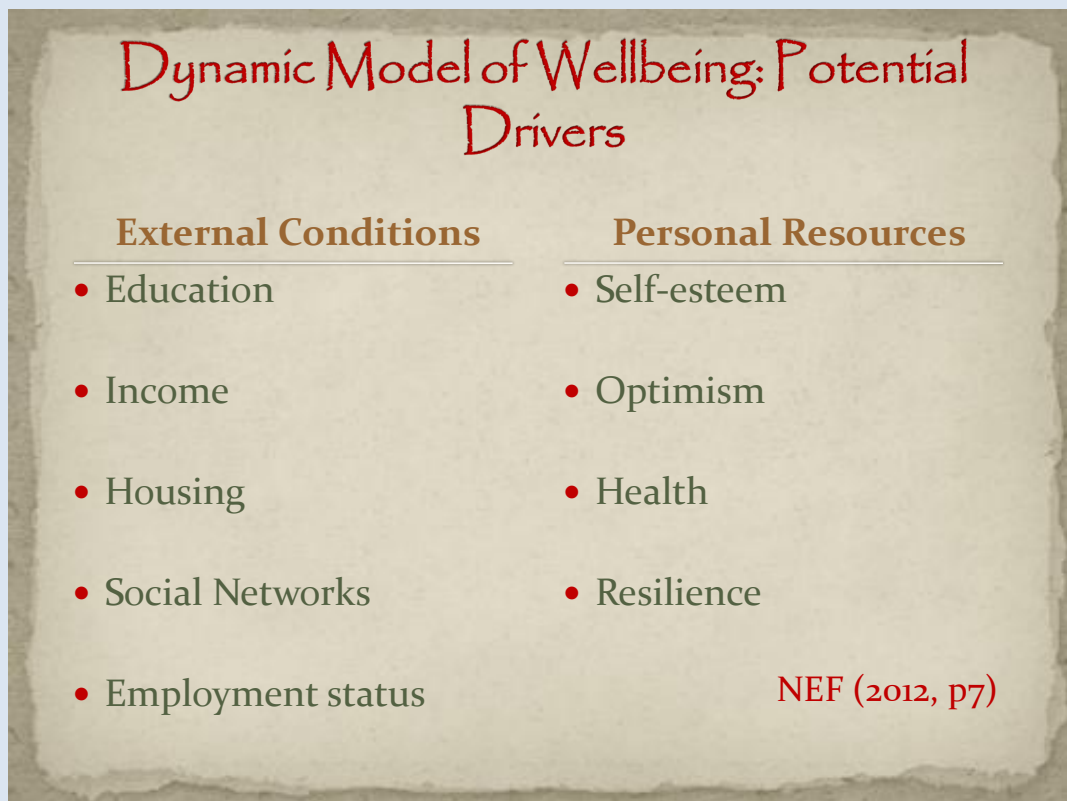 Dynamic Model of Wellbeing: Potential
Drivers
External Conditions
• Education
• Income
• Housing
• Social Networks
• Employment status
Personal Resources
• Self-esteem
• Optimism
• Health
• Resilience
NEF (2012, p7)